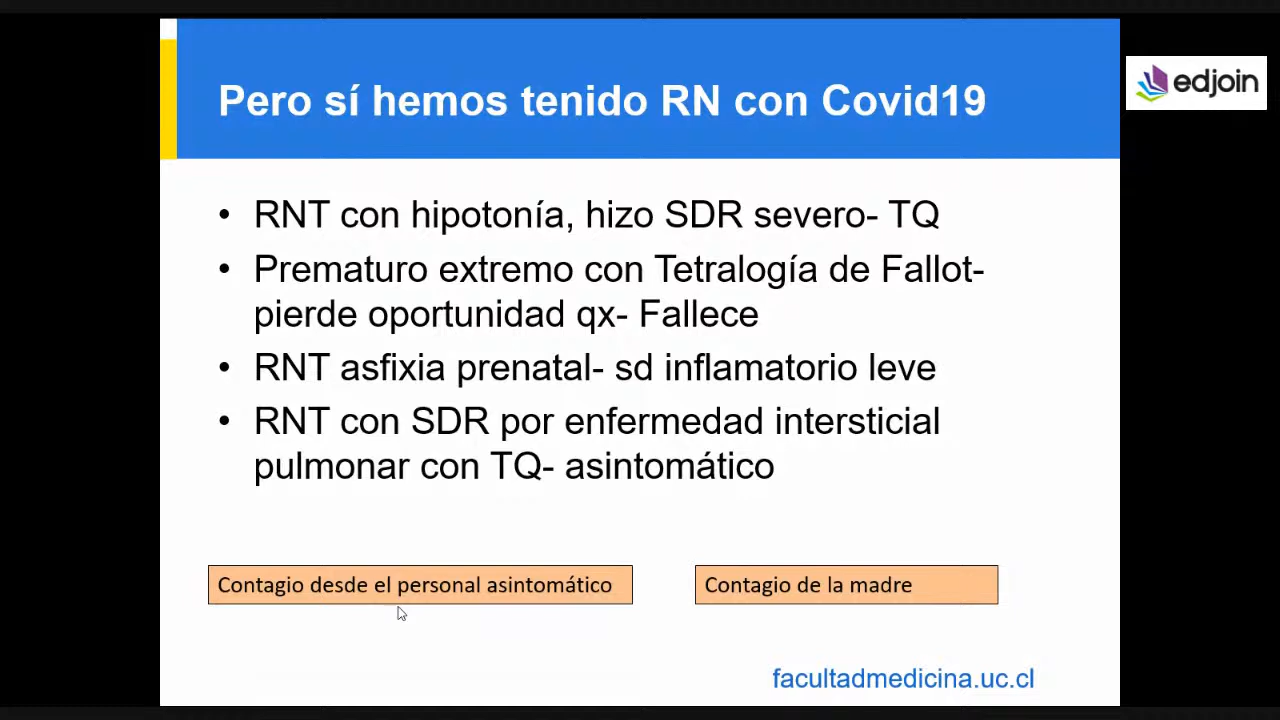 Pero sí hemos tenido RN con Covid19
edjoin
• RNT con hipotonía, hizo SDR severo- TQ
• Prematuro extremo con Tetralogía de Fallot-
pierde oportunidad qx- Fallece
• RNT asfixia prenatal- sd inflamatorio leve
• RNT con SDR por enfermedad intersticial
pulmonar con TQ- asintomático
Contagio desde el personal asintomático
Contagio de la madre
facultadmedicina.uc.cl